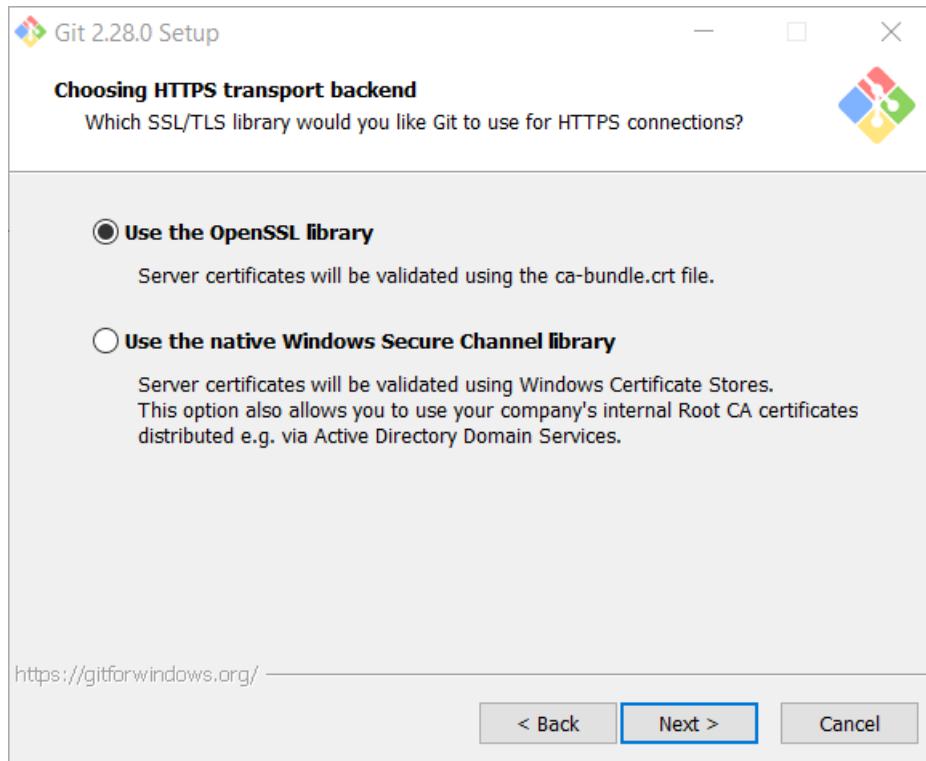 Git 2.28.0 Setup
Choosing HTTPS transport backend
Which SSL/TLS library would you like Git to use for HTTPS connections?
Use the OpenSSL library
Server certificates will be validated using the ca-bundle.crt file.
Use the native Windows Secure Channel library
Server certificates will be validated using Windows Certificate Stores.
This option also allows you to use your company's internal Root CA certificates
distributed e.g. via Active Directory Domain Services.
https://gitforwindows.org/
< Back
Next >
Cancel